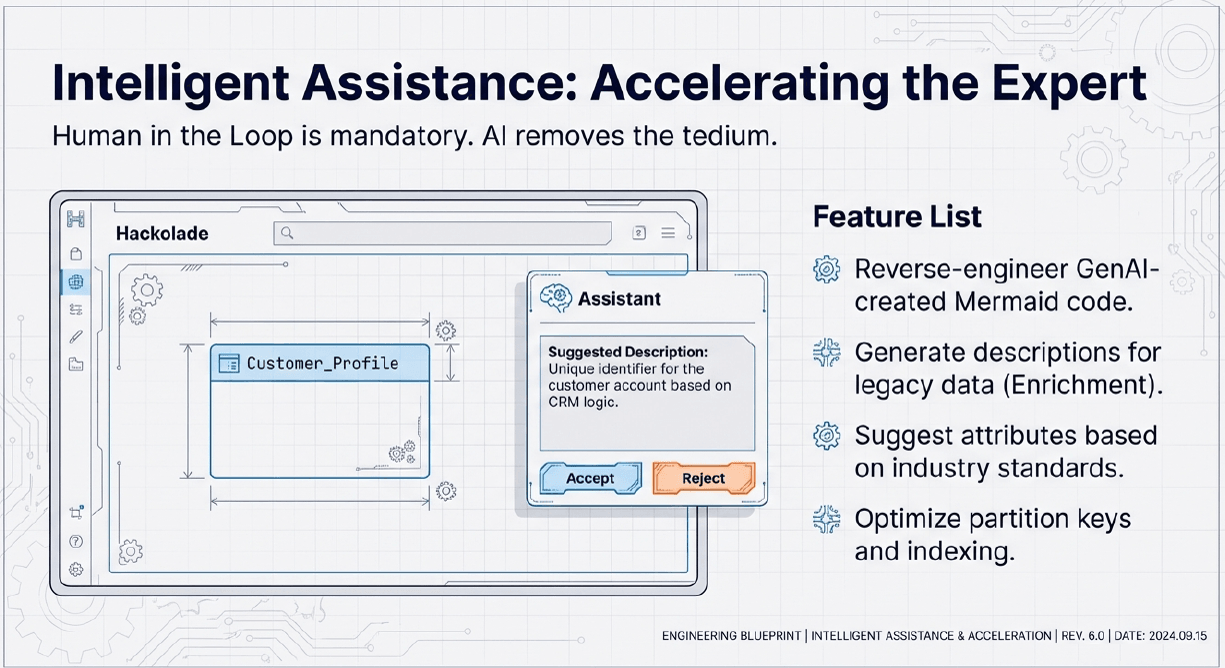 Intelligent Assistance: Accelerating the Expert
Human in the Loop is mandatory. AI removes the tedium.
Hackolade
Customer_Profile
Assistant
Suggested Description:
Unique identifier for the
customer account based on
CRM logic.
Accept
Reject
Feature List
Reverse-engineer GenAI-
created Mermaid code.
Generate descriptions for
legacy data (Enrichment).
Suggest attributes based
on industry standards.
Optimize partition keys
and indexing.
ENGINEERING BLUEPRINT | INTELLIGENT ASSISTANCE & ACCELERATION | REV. 6.0 | DATE: 2024.09.15